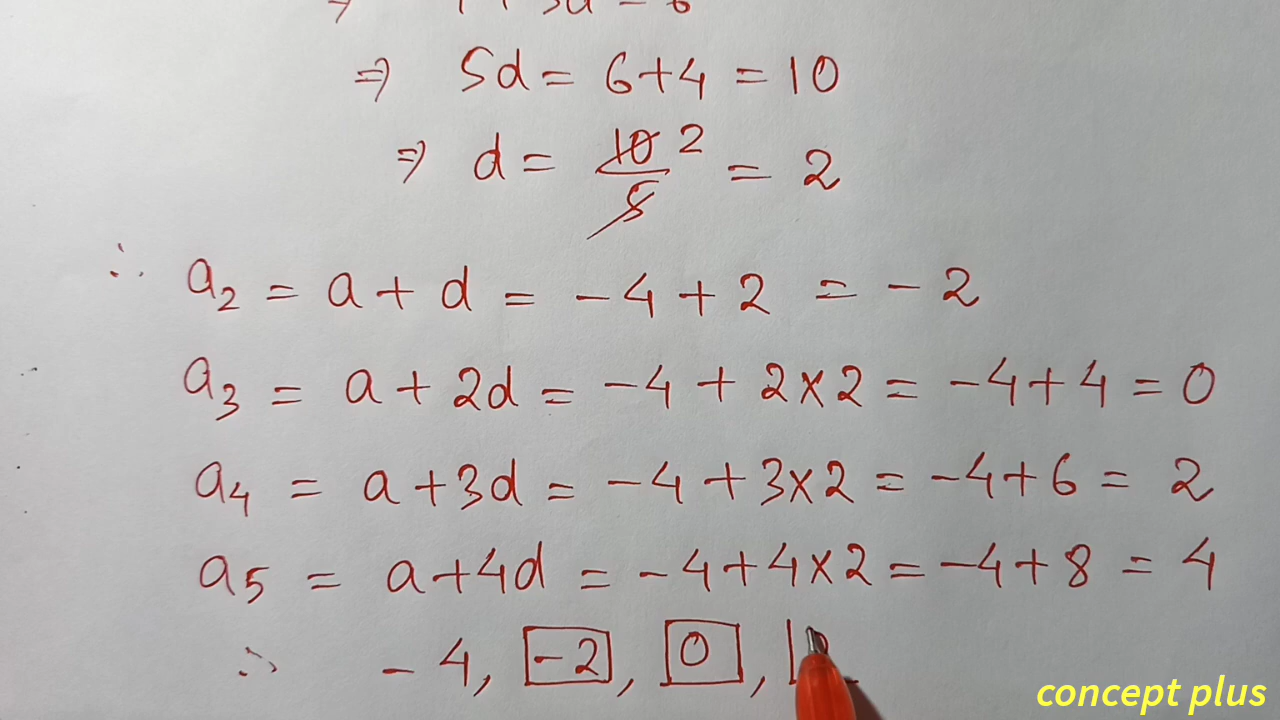 ⇒ 5d = 6+4 = 10
⇒ d = 10/5 2 = 2
∴ a2 = a + d = -4 + 2 = -2
a3 = a + 2d = -4 + 2×2 = -4+4 = 0
a4 = a+3d = -4+3×2 = -4+6 = 2
a5 = a+4d = -4+4×2 = -4+8 = 4
∴ -4, -2, 0,
concept plus